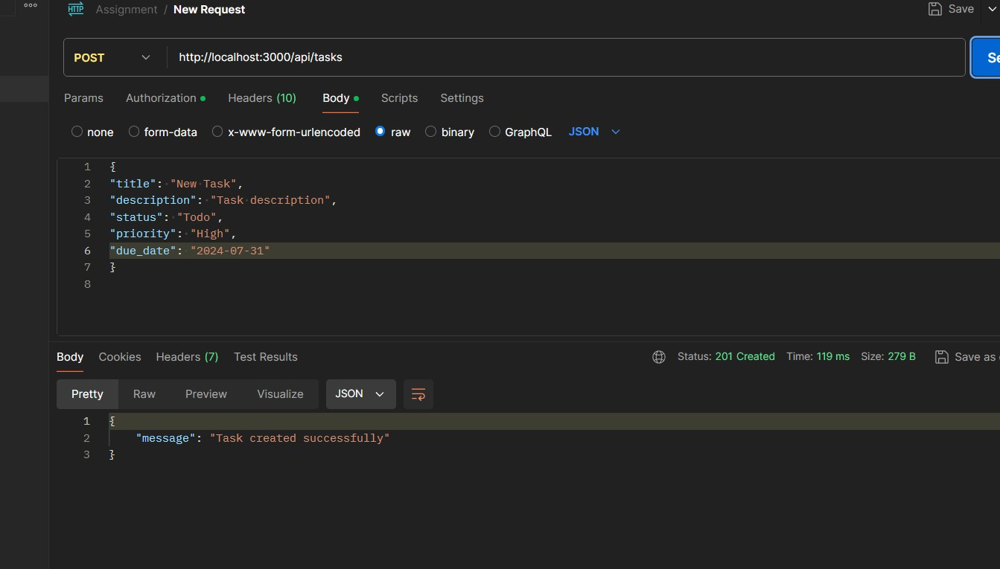 HTTP Assignment / New Request Save
POST http://localhost:3000/api/tasks Se
Params Authorization Headers (10) Body Scripts Settings
none form-data x-www-form-urlencoded raw binary GraphQL JSON
1 {
2 "title": "New Task",
3 "description": "Task description",
4 "status": "Todo",
5 "priority": "High",
6 "due_date": "2024-07-31"
7 }
8
Body Cookies Headers (7) Test Results Status: 201 Created Time: 119 ms Size: 279 B Save as
Pretty Raw Preview Visualize JSON
1 {
2 "message": "Task created successfully"
3 }